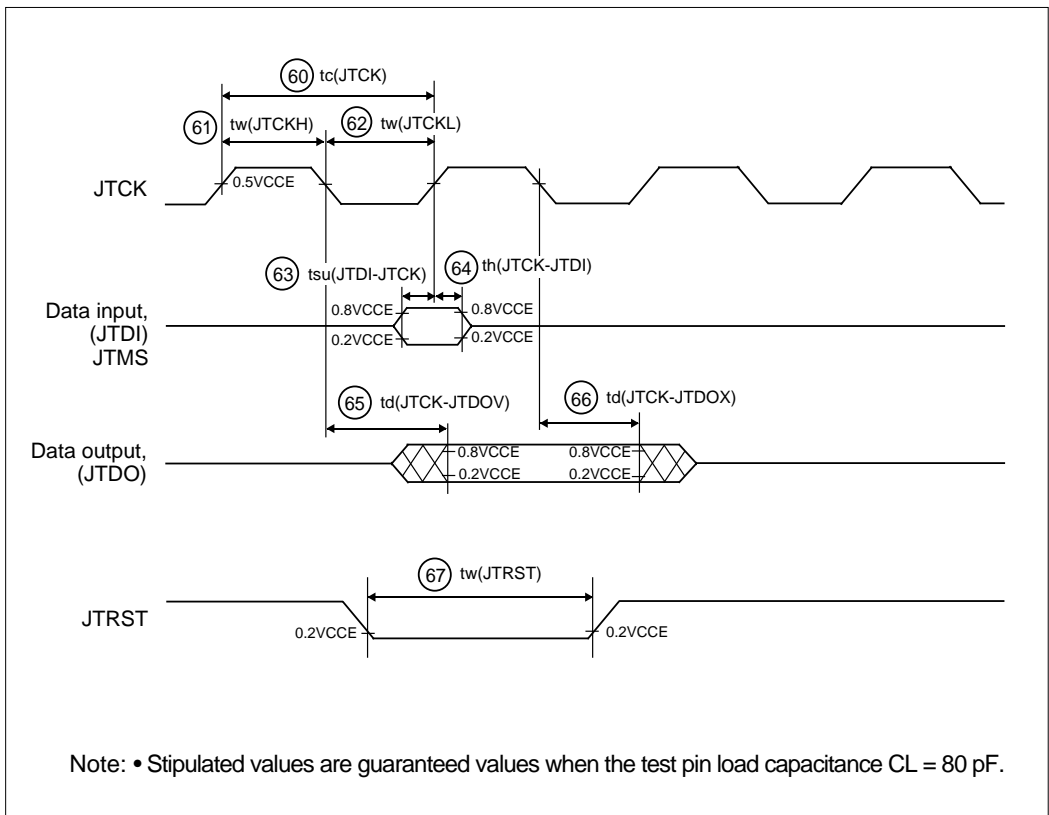 60 tc(JTCK)
61 tw(JTCKH) 62 tw(JTCKL)
JTCK 0.5VCCE
63 tsu(JTDI-JTCK) 64 th(JTCK-JTDI)
Data input,
(JTDI)
JTMS
0.8VCCE 0.8VCCE
0.2VCCE 0.2VCCE
65 td(JTCK-JTDOV) 66 td(JTCK-JTDOX)
Data output,
(JTDO)
0.8VCCE 0.8VCCE
0.2VCCE 0.2VCCE
67 tw(JTRST)
JTRST
0.2VCCE 0.2VCCE
Note: • Stipulated values are guaranteed values when the test pin load capacitance CL = 80 pF.